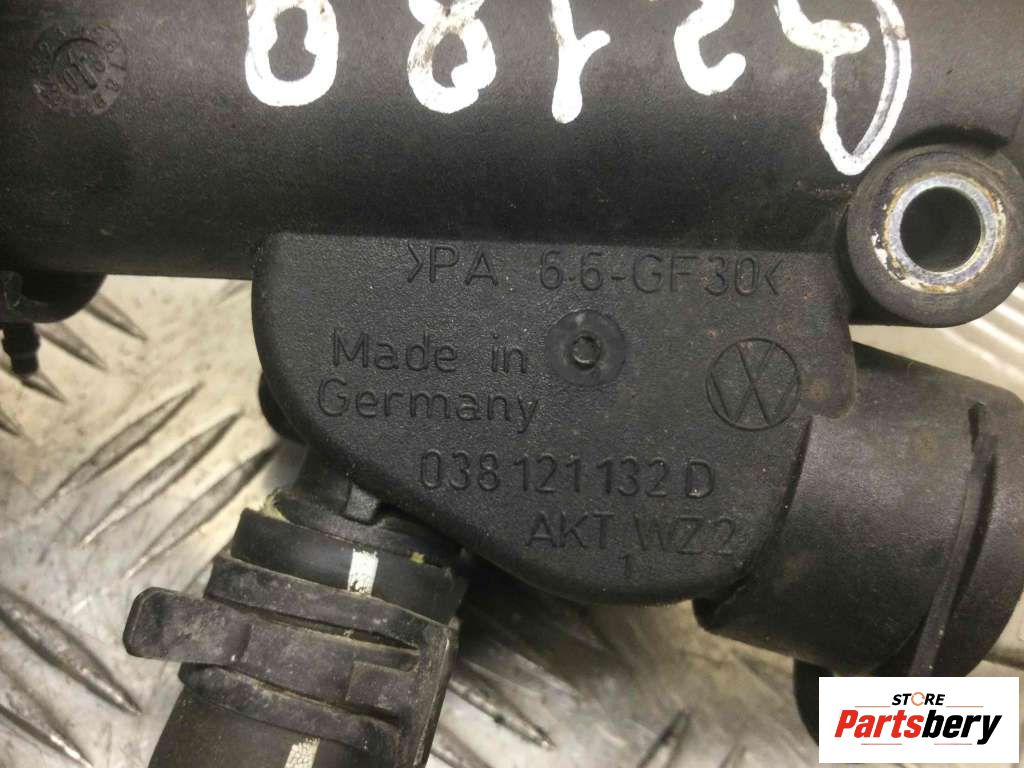 >PA 6.6-GF30<
Made in
Germany
038 121 132 D
AKT WZ2
1
STORE
Partsbery